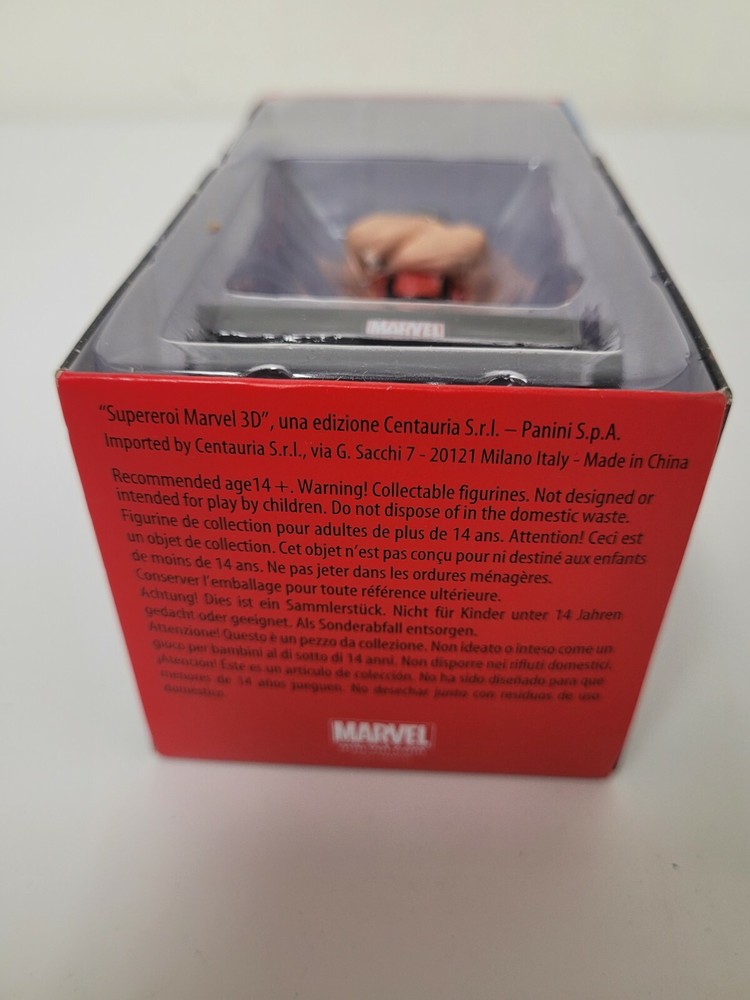 MARVEL
"Supereroi Marvel 3D", una edizione Centauria S.r.l. – Panini S.p.A.
Imported by Centauria S.r.l., via G. Sacchi 7 - 20121 Milano Italy - Made in China
Recommended age14 +. Warning! Collectable figurines. Not designed or
intended for play by children. Do not dispose of in the domestic waste.
Figurine de collection pour adultes de plus de 14 ans. Attention! Ceci est
un objet de collection. Cet objet n'est pas conçu pour ni destiné aux enfants
de moins de 14 ans. Ne pas jeter dans les ordures ménagères.
Conserver l'emballage pour toute référence ultérieure.
Achtung! Dies ist ein Sammlerstück. Nicht für Kinder unter 14 Jahren
gedacht oder geeignet. Als Sonderabfall entsorgen.
Attenzione! Questo è un pezzo da collezione. Non ideato o inteso come un
gioco per bambini al di sotto di 14 anni. Non disporre nei rifiuti domestici.
¡Atención! Este es un artículo de colección. No ha sido diseñado para que
menores de 14 años jueguen. No desechar junto con residuos de uso
doméstico.
MARVEL